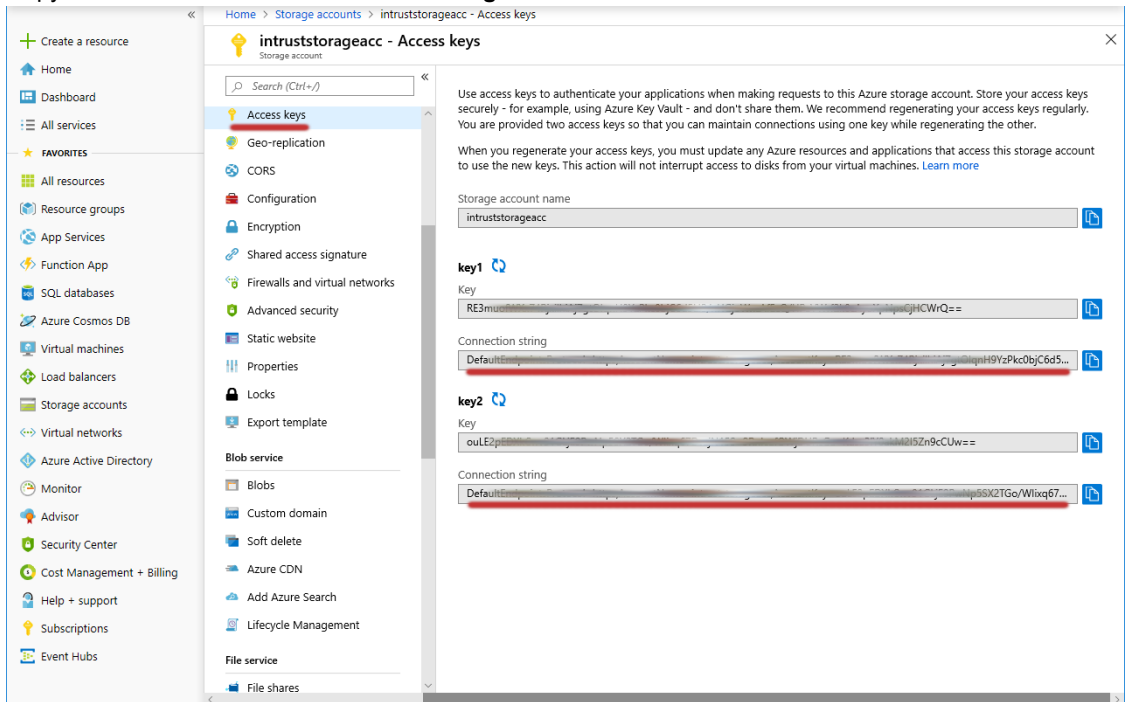 «
Home > Storage accounts > intruststorageacc - Access keys
Create a resource
Home
Dashboard
All services
FAVORITES
All resources
Resource groups
App Services
Function App
SQL databases
Azure Cosmos DB
Virtual machines
Load balancers
Storage accounts
Virtual networks
Azure Active Directory
Monitor
Advisor
Security Center
Cost Management + Billing
Help + support
Subscriptions
Event Hubs
intruststorageacc - Access keys
Storage account
Search (Ctrl+/)
«
Access keys
Geo-replication
CORS
Configuration
Encryption
Shared access signature
Firewalls and virtual networks
Advanced security
Static website
Properties
Locks
Export template
Blob service
Blobs
Custom domain
Soft delete
Azure CDN
Add Azure Search
Lifecycle Management
File service
File shares
Use access keys to authenticate your applications when making requests to this Azure storage account. Store your access keys
securely - for example, using Azure Key Vault - and don't share them. We recommend regenerating your access keys regularly.
You are provided two access keys so that you can maintain connections using one key while regenerating the other.
When you regenerate your access keys, you must update any Azure resources and applications that access this storage account
to use the new keys. This action will not interrupt access to disks from your virtual machines. Learn more
Storage account name
intruststorageacc
key1
Key
Connection string
key2
Key
Connection string